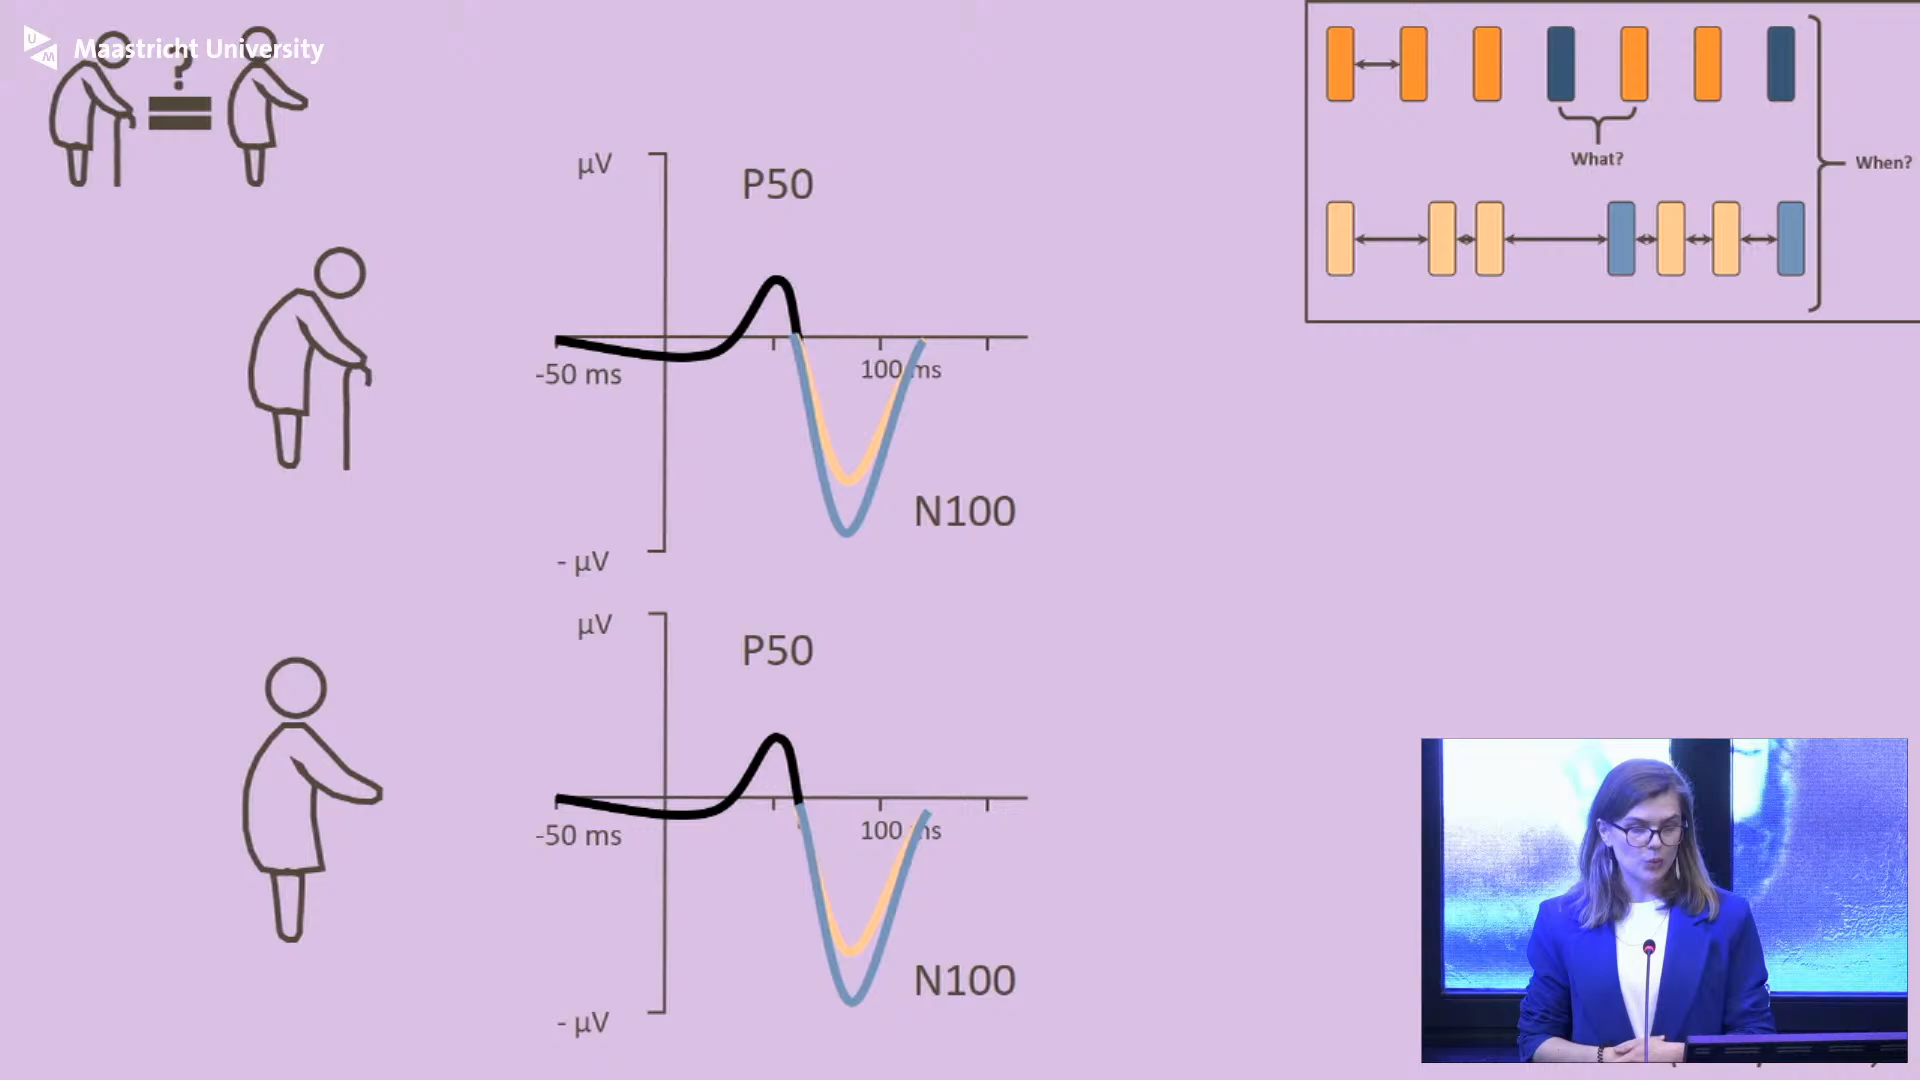 UM
Maastricht University
?
What?
When?
µV
P50
-50 ms
100 ms
N100
- µV
µV
P50
-50 ms
100 ms
N100
- µV